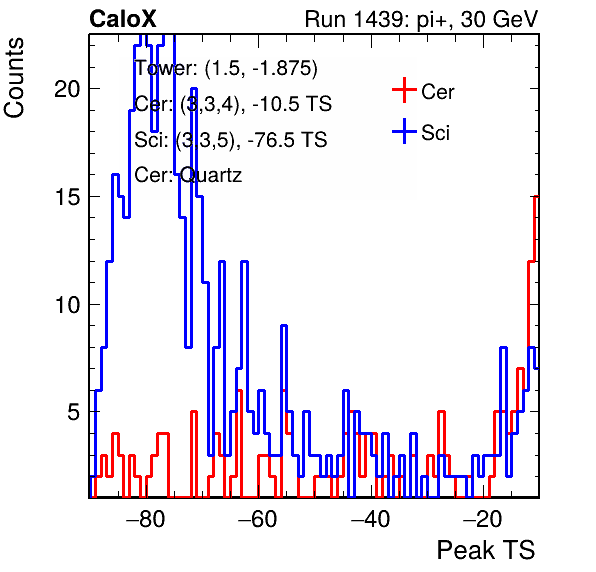 CaloX Run 1439: pi+, 30 GeV
Counts
Tower: (1.5, -1.875)
Cer: (3,3,4), -10.5 TS
Sci: (3,3,5), -76.5 TS
Cer: Quartz
Cer
Sci
20
15
10
5
−80 −60 −40 −20
Peak TS